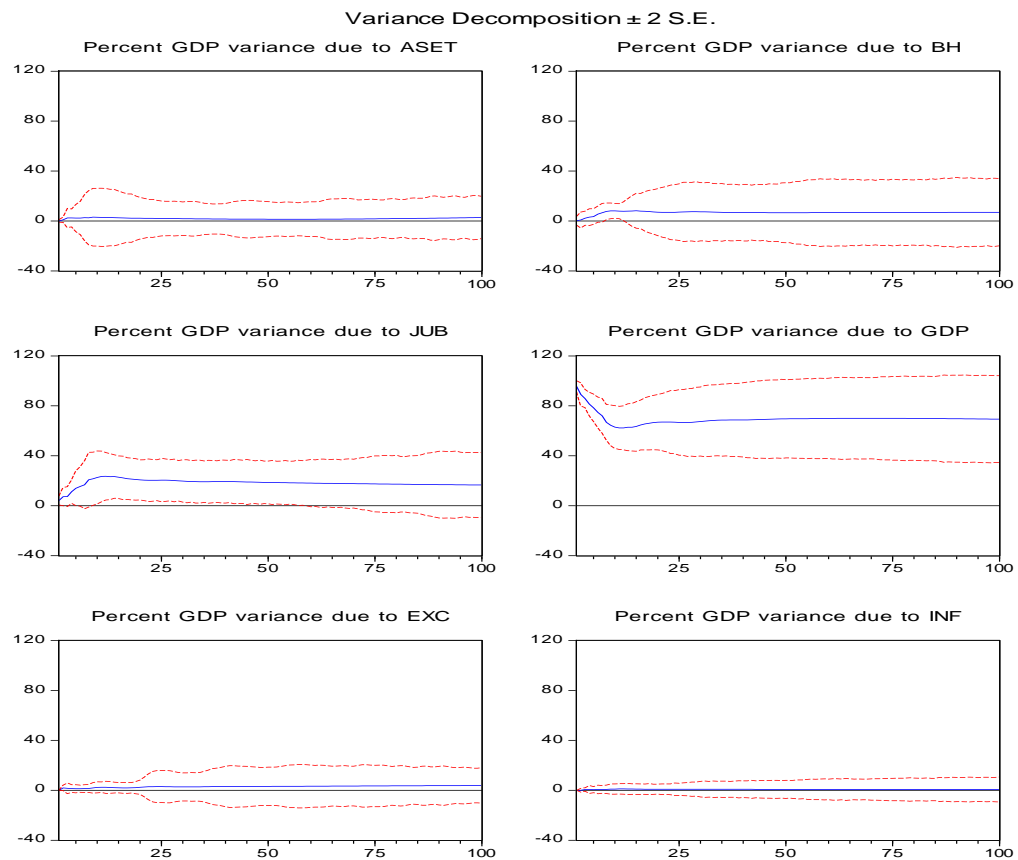 Variance Decomposition ± 2 S.E.
Percent GDP variance due to ASET
120
80
40
0
-40
25 50 75 100
Percent GDP variance due to BH
120
80
40
0
-40
25 50 75 100
Percent GDP variance due to JUB
120
80
40
0
-40
25 50 75 100
Percent GDP variance due to GDP
120
80
40
0
-40
25 50 75 100
Percent GDP variance due to EXC
120
80
40
0
-40
25 50 75 100
Percent GDP variance due to INF
120
80
40
0
-40
25 50 75 100